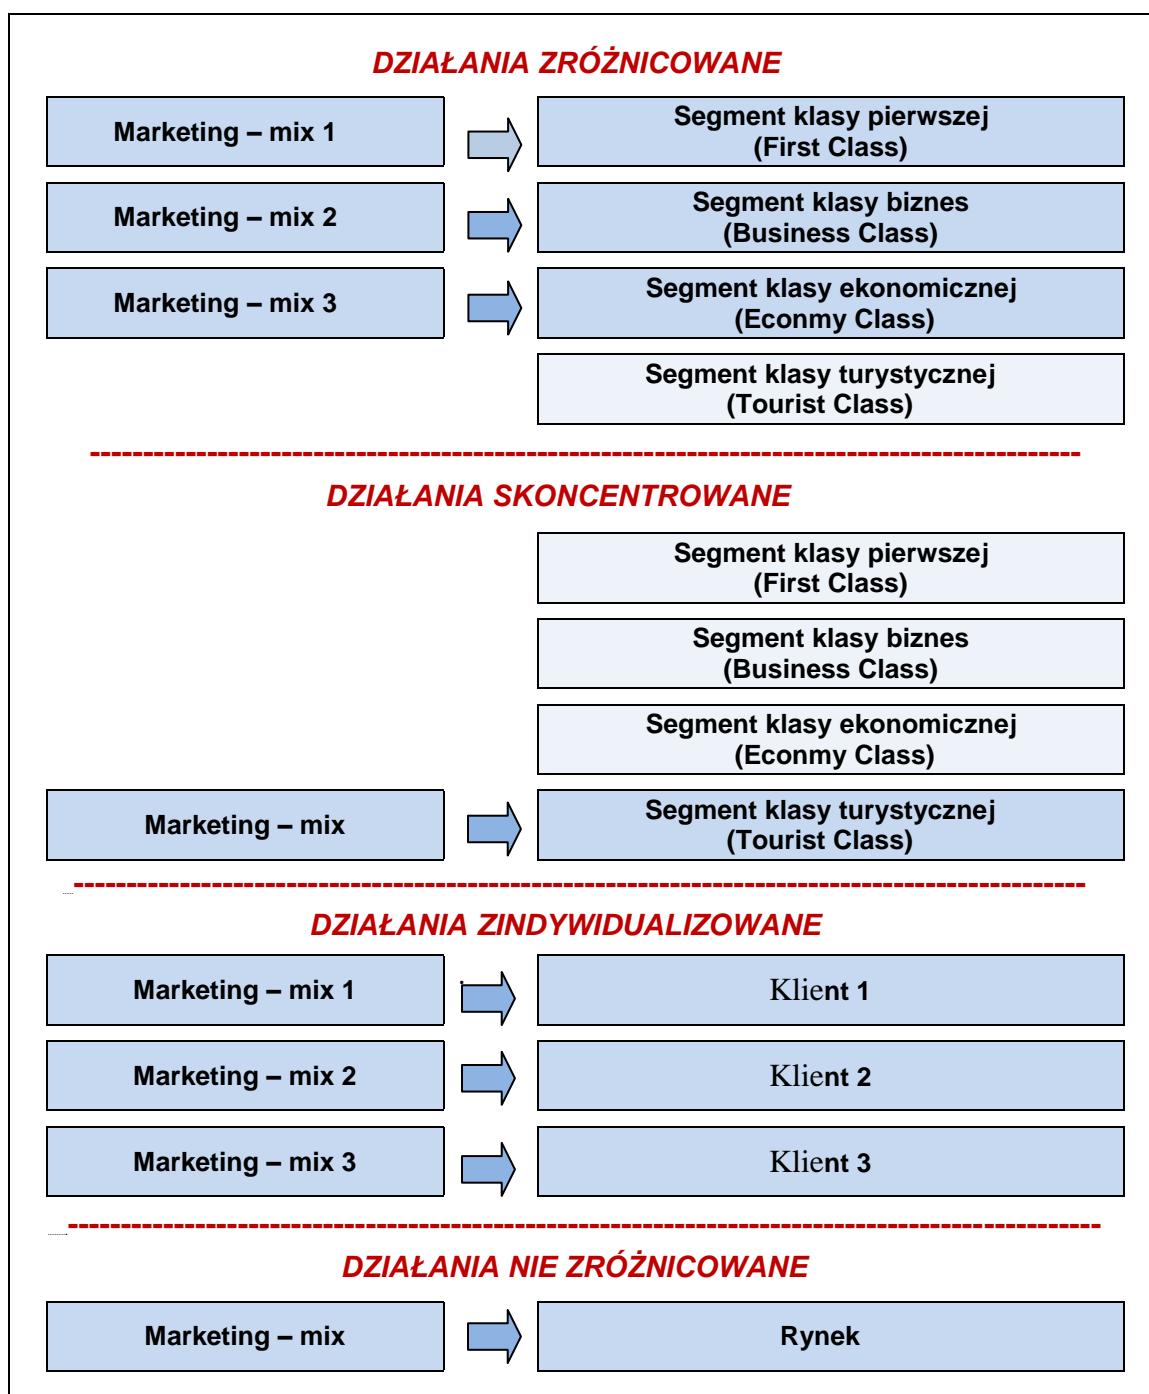 DZIAŁANIA ZRÓŻNICOWANE
Marketing – mix 1
Segment klasy pierwszej
(First Class)
Marketing – mix 2
Segment klasy biznes
(Business Class)
Marketing – mix 3
Segment klasy ekonomicznej
(Econmy Class)
Segment klasy turystycznej
(Tourist Class)
DZIAŁANIA SKONCENTROWANE
Segment klasy pierwszej
(First Class)
Segment klasy biznes
(Business Class)
Segment klasy ekonomicznej
(Econmy Class)
Marketing – mix
Segment klasy turystycznej
(Tourist Class)
DZIAŁANIA ZINDYWIDUALIZOWANE
Marketing – mix 1
Klient 1
Marketing – mix 2
Klient 2
Marketing – mix 3
Klient 3
DZIAŁANIA NIE ZRÓŻNICOWANE
Marketing – mix
Rynek